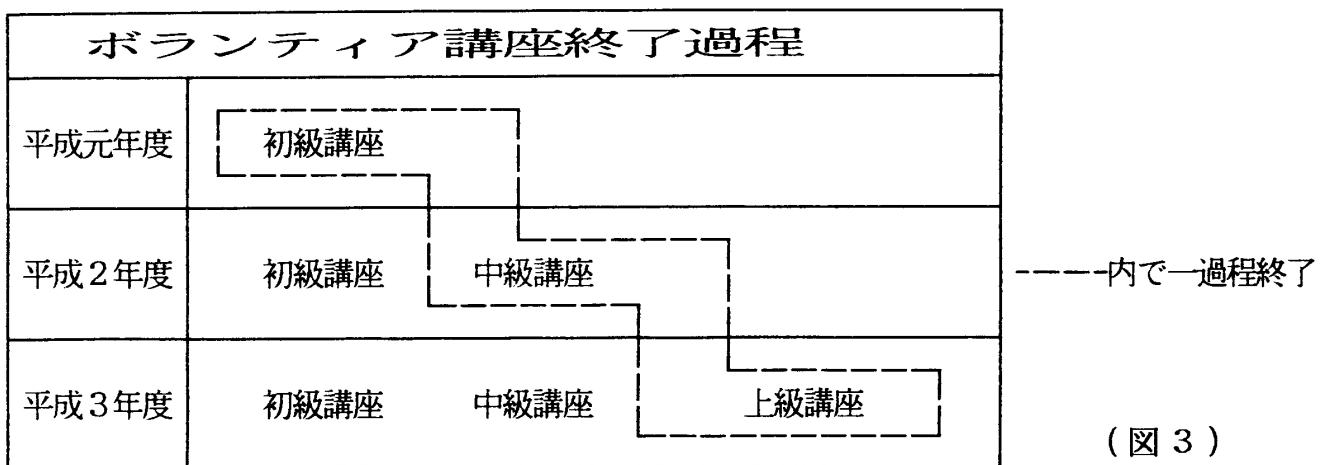 ボランティア講座終了過程
平成元年度 初級講座
平成2年度 初級講座 中級講座
-----内で一過程終了
平成3年度 初級講座 中級講座 上級講座
(図3)